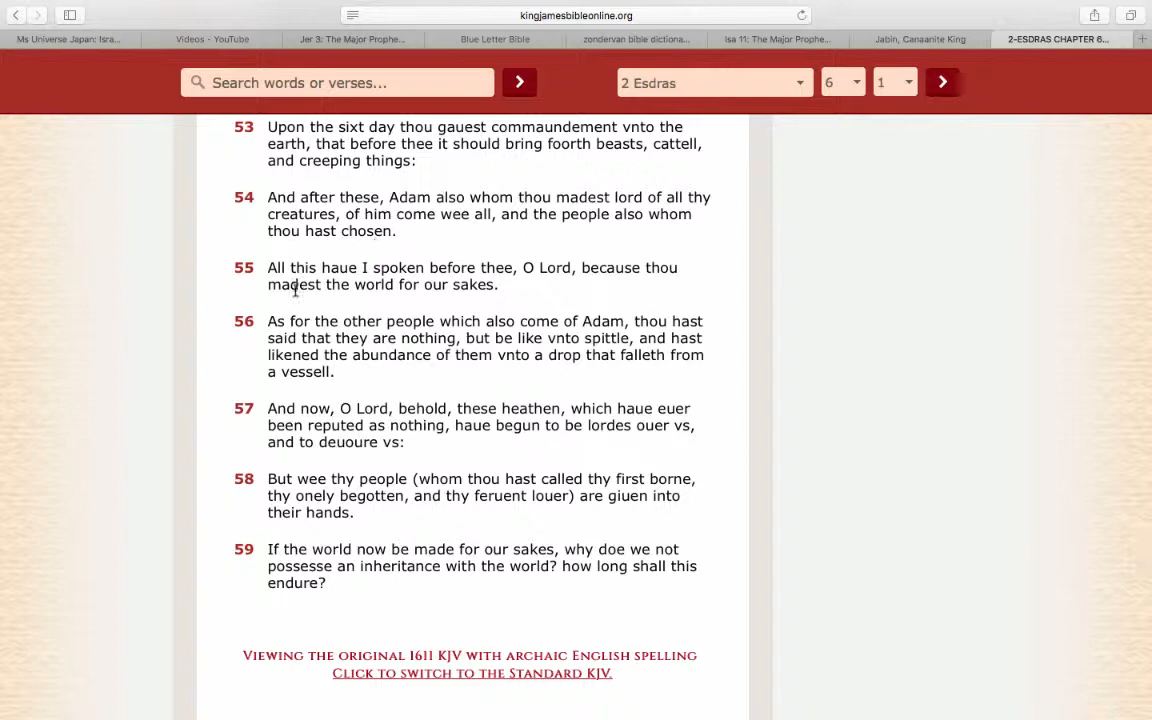 kingjamesbibleonline.org
Ms Universe Japan: Isra...
Videos - YouTube
Jer 3: The Major Prophe...
Blue Letter Bible
zondervan bible dictiona...
Isa 11: The Major Prophe...
Jabin, Canaanite King
2-ESDRAS CHAPTER 6...
Search words or verses...
2 Esdras
6
1
53 Upon the sixt day thou gauest commaundement vnto the
earth, that before thee it should bring foorth beasts, cattell,
and creeping things:
54 And after these, Adam also whom thou madest lord of all thy
creatures, of him come wee all, and the people also whom
thou hast chosen.
55 All this haue I spoken before thee, O Lord, because thou
madest the world for our sakes.
56 As for the other people which also come of Adam, thou hast
said that they are nothing, but be like vnto spittle, and hast
likened the abundance of them vnto a drop that falleth from
a vessell.
57 And now, O Lord, behold, these heathen, which haue euer
been reputed as nothing, haue begun to be lordes ouer vs,
and to deuoure vs:
58 But wee thy people (whom thou hast called thy first borne,
thy onely begotten, and thy feruent louer) are giuen into
their hands.
59 If the world now be made for our sakes, why doe we not
possesse an inheritance with the world? how long shall this
endure?
Viewing the original 1611 KJV with archaic English spelling
Click to switch to the Standard KJV.